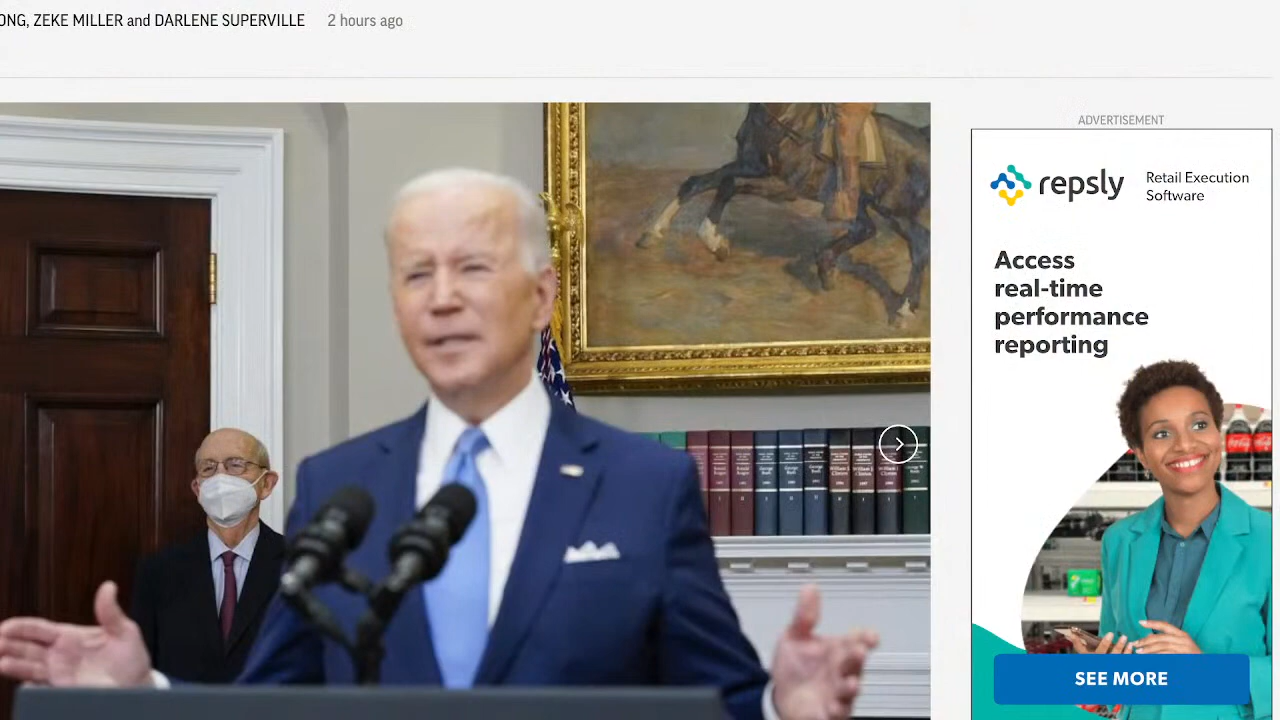 ONG, ZEKE MILLER and DARLENE SUPERVILLE 2 hours ago
ADVERTISEMENT
repsly
Retail Execution
Software
Access
real-time
performance
reporting
SEE MORE